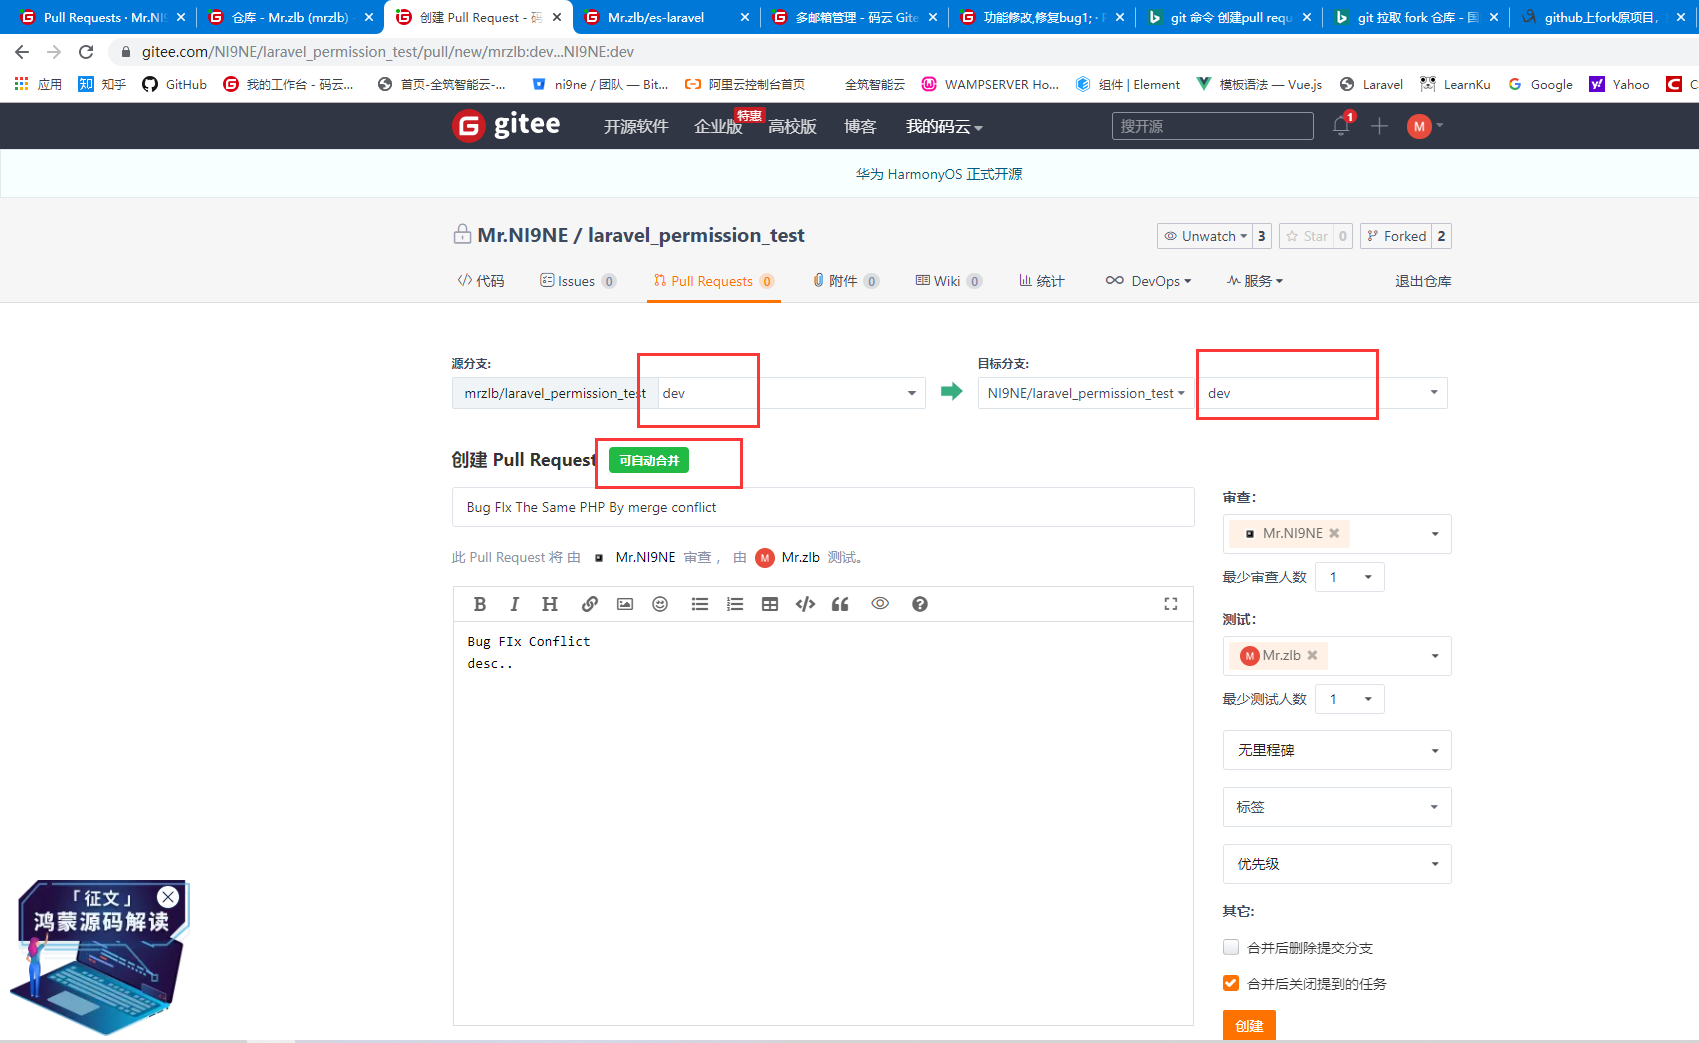 Pull Requests · Mr.NI9
仓库 - Mr.zlb (mrzlb)
创建 Pull Request - 码
Mr.zlb/es-laravel
多邮箱管理 - 码云 Gite
功能修改,修复bug1; ·
git 命令 创建pull requ
git 拉取 fork 仓库 - 国
github上fork原项目,
gitee.com/NI9NE/laravel_permission_test/pull/new/mrzlb:dev...NI9NE:dev
应用 知 知乎 GitHub 我的工作台 - 码云... 首页-全筑智能云-... ni9ne / 团队 — Bit... 阿里云控制台首页 全筑智能云 WAMPSERVER Ho... 组件 | Element 模板语法 — Vue.js Laravel LearnKu Google Yahoo
gitee 开源软件 企业版 特惠 高校版 博客 我的码云 搜开源 1 M
华为 HarmonyOS 正式开源
Mr.NI9NE / laravel_permission_test
Unwatch 3 Star 0 Forked 2
代码 Issues 0 Pull Requests 0 附件 0 Wiki 0 统计 DevOps 服务 退出仓库
源分支:
mrzlb/laravel_permission_test dev
目标分支:
NI9NE/laravel_permission_test dev
创建 Pull Request 可自动合并
Bug FIx The Same PHP By merge conflict
此 Pull Request 将 由 Mr.NI9NE 审查， 由 M Mr.zlb 测试。
B I H
Bug FIx Conflict
desc..
审查：
Mr.NI9NE
最少审查人数 1
测试：
M Mr.zlb
最少测试人数 1
无里程碑
标签
优先级
其它:
合并后删除提交分支
合并后关闭提到的任务
创建
「征文」
鸿蒙源码解读